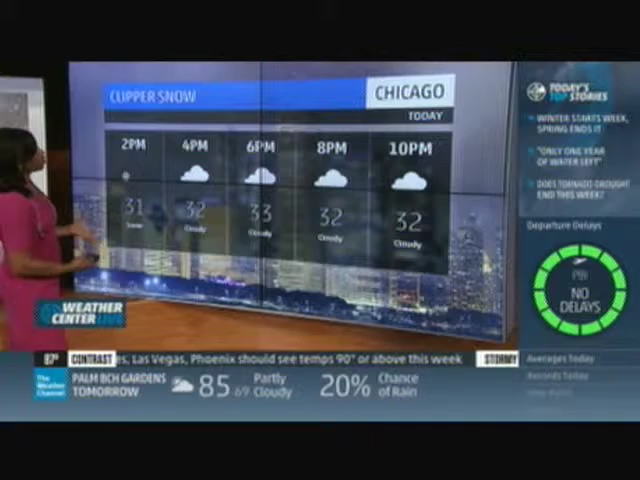 CLIPPER SNOW
CHICAGO
TODAY
2PM 4PM 6PM 8PM 10PM
31 32 33 32 32
Snow Cloudy Cloudy Cloudy Cloudy
TODAY'S
TOP STORIES
WINTER STARTS WEEK,
SPRING ENDS IT
"ONLY ONE YEAR
OF WATER LEFT"
DOES TORNADO DROUGHT
END THIS WEEK?
Departure Delays
PBI
NO
DELAYS
WEATHER
CENTER LIVE
87° CONTRAST es, Las Vegas, Phoenix should see temps 90° or above this week STORMY
The
Weather
Channel
PALM BCH GARDENS
TOMORROW
85 69 Partly
Cloudy
20% Chance
of Rain
Averages Today
Records Today